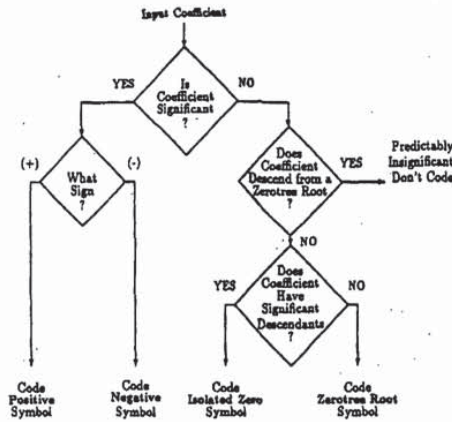 Input Coefficient
YES
Is
Coefficient
Significant
?
NO
(+)
What
Sign
?
(-)
Does
Coefficient
Descend from a
Zerotree Root
?
YES
Predictably
Insignificant
Don't Code
NO
YES
Does
Coefficient
Have
Significant
Descendants
?
NO
Code
Positive
Symbol
Code
Negative
Symbol
Code
Isolated Zero
Symbol
Code
Zerotree Root
Symbol